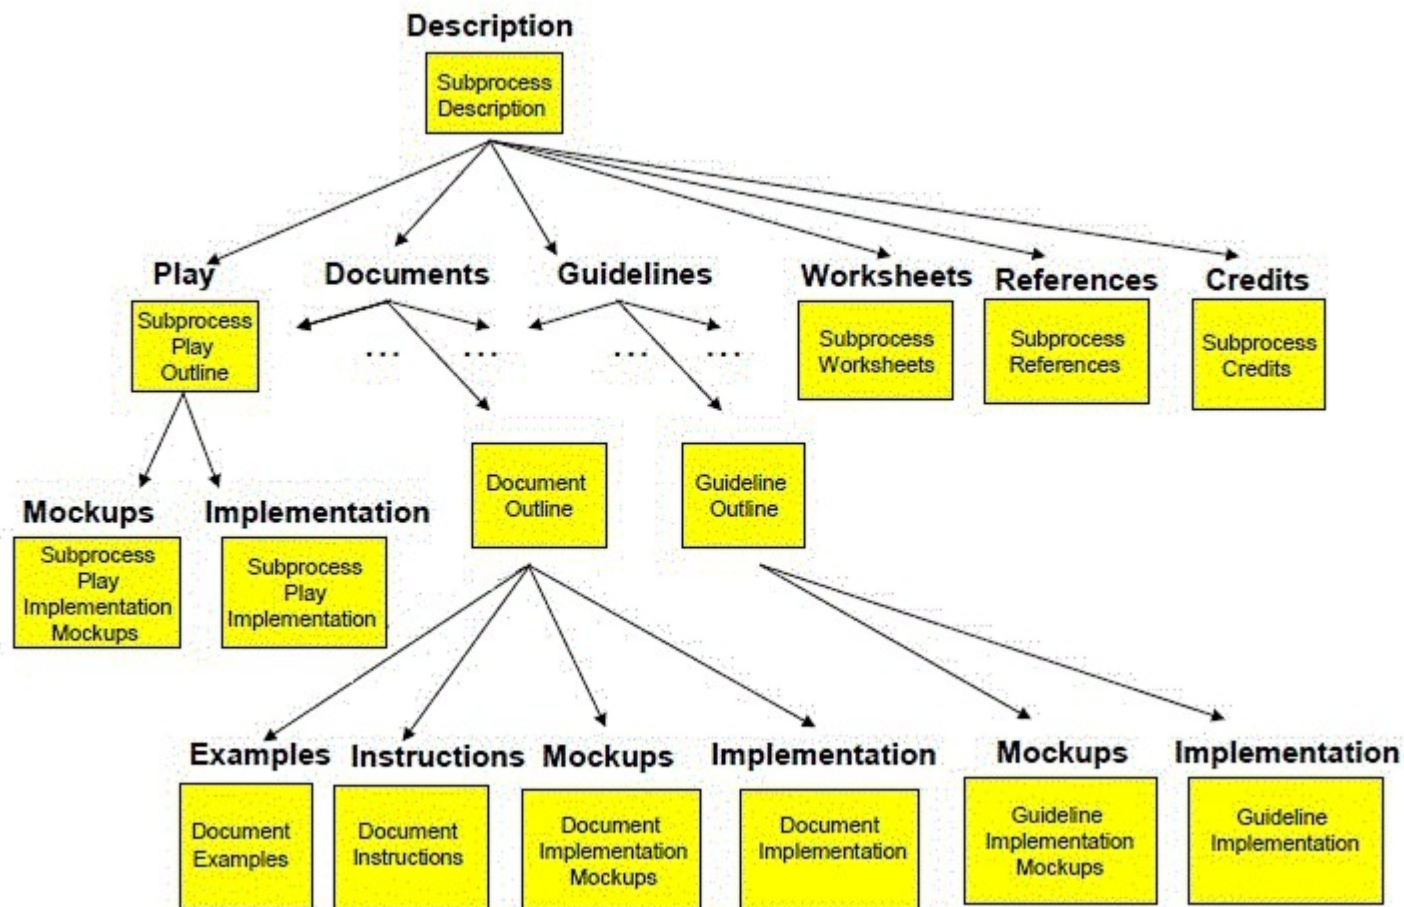 Description
Subprocess
Description
Play
Documents
Guidelines
Worksheets
References
Credits
Subprocess
Play
Outline
... ...
... ...
Subprocess
Worksheets
Subprocess
References
Subprocess
Credits
Mockups
Implementation
Document
Outline
Guideline
Outline
Subprocess
Play
Implementation
Mockups
Subprocess
Play
Implementation
Examples
Instructions
Mockups
Implementation
Mockups
Implementation
Document
Examples
Document
Instructions
Document
Implementation
Mockups
Document
Implementation
Guideline
Implementation
Mockups
Guideline
Implementation